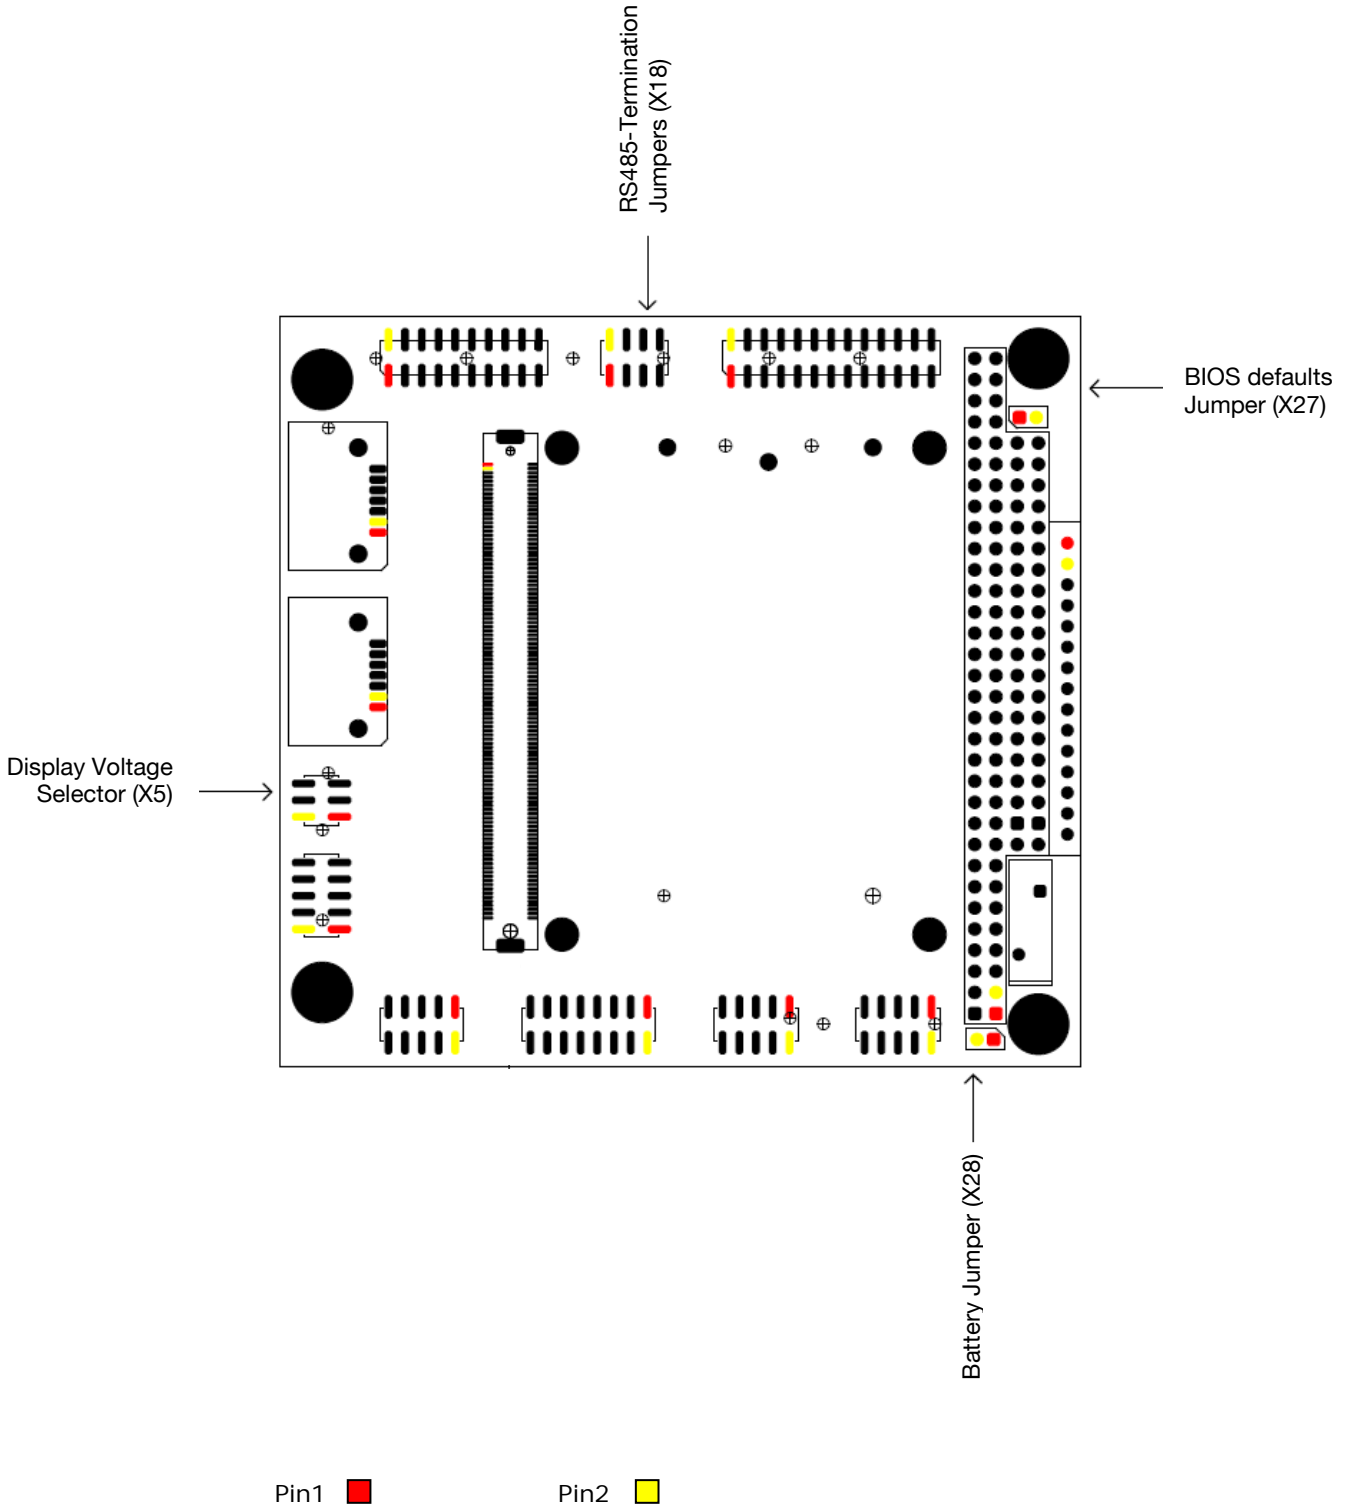 RS485-Termination
Jumpers (X18)
BIOS defaults
Jumper (X27)
Display Voltage
Selector (X5)
Battery Jumper (X28)
Pin1
Pin2